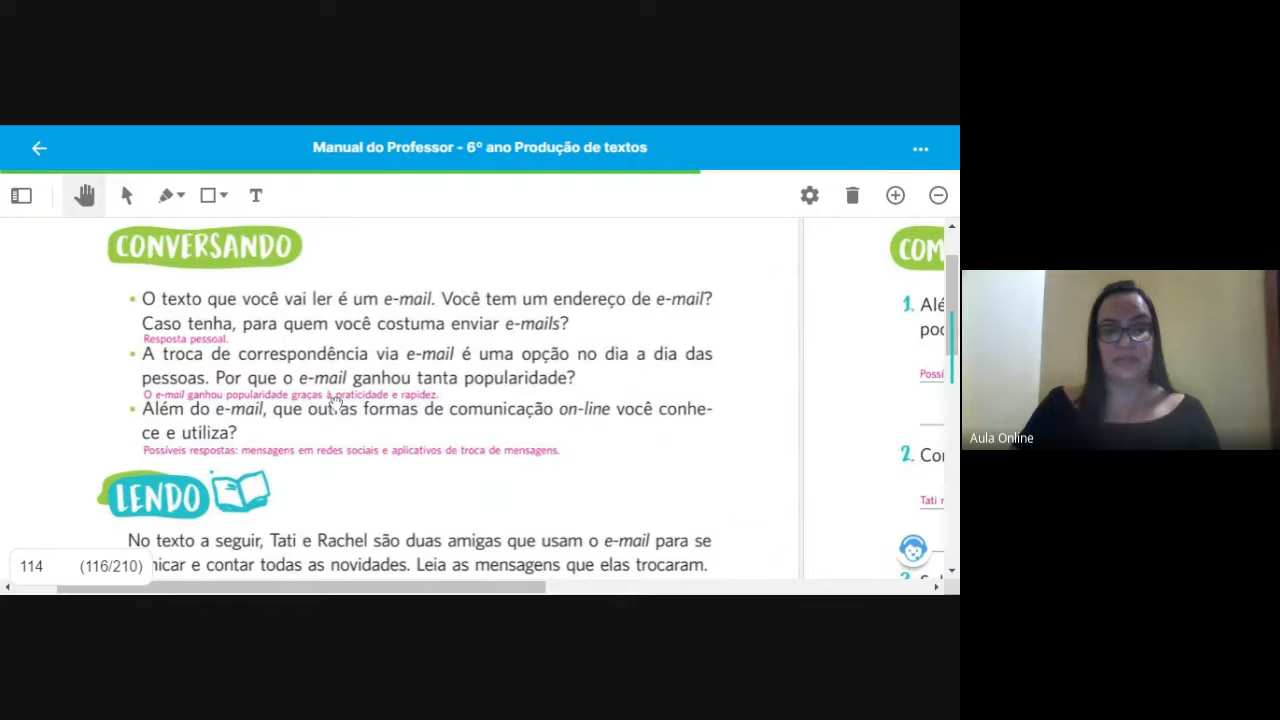 Manual do Professor - 6º ano Produção de textos
T
CONVERSANDO
▪ O texto que você vai ler é um e-mail. Você tem um endereço de e-mail?
Caso tenha, para quem você costuma enviar e-mails?
Resposta pessoal.
▪ A troca de correspondência via e-mail é uma opção no dia a dia das
pessoas. Por que o e-mail ganhou tanta popularidade?
O e-mail ganhou popularidade graças à praticidade e rapidez.
▪ Além do e-mail, que outras formas de comunicação on-line você conhe-
ce e utiliza?
Possíveis respostas: mensagens em redes sociais e aplicativos de troca de mensagens.
LENDO
No texto a seguir, Tati e Rachel são duas amigas que usam o e-mail para se
nicar e contar todas as novidades. Leia as mensagens que elas trocaram.
114 (116/210)
COM
1. Alé
poc
Possí
2. Co
Tati r
Aula Online